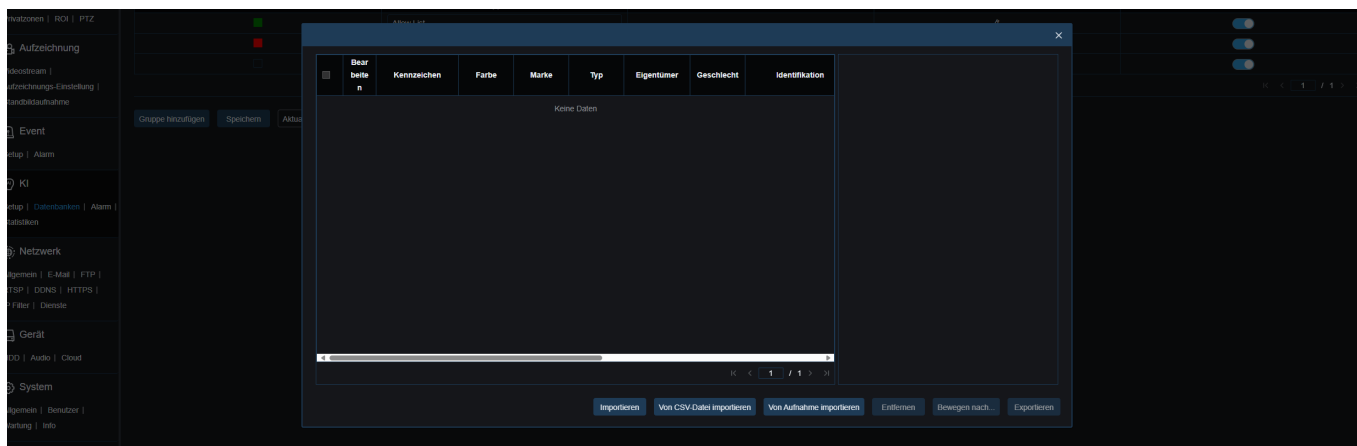 Privatzonen | ROI | PTZ
Aufzeichnung
Videostream |
Aufzeichnungs-Einstellung |
Standbildaufnahme
Event
Setup | Alarm
KI
Setup | Datenbanken | Alarm |
Statistiken
Netzwerk
Allgemein | E-Mail | FTP |
RTSP | DDNS | HTTPS |
IP Filter | Dienste
Gerät
HDD | Audio | Cloud
System
Allgemein | Benutzer |
Wartung | Info
Allow List
1 / 1
Gruppe hinzufügen Speichern Aktua
Bear
beite
n
Kennzeichen Farbe Marke Typ Eigentümer Geschlecht Identifikation
Keine Daten
1 / 1
Importieren Von CSV-Datei importieren Von Aufnahme importieren Entfernen Bewegen nach... Exportieren